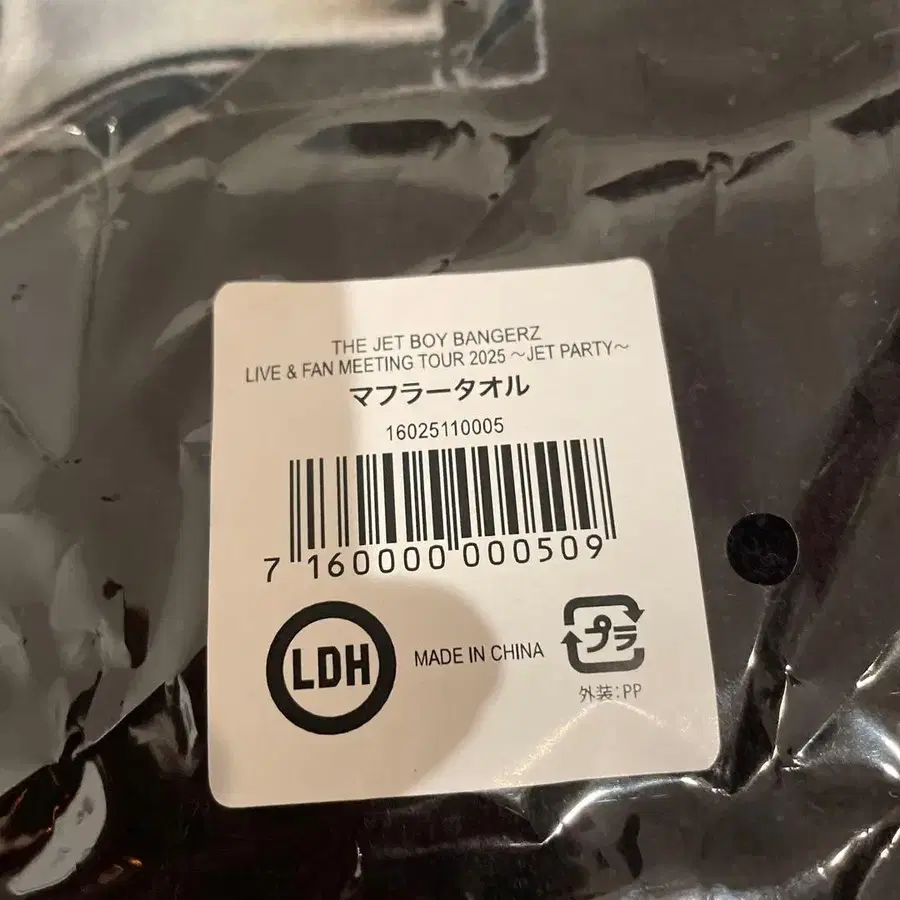 THE JET BOY BANGERZ
LIVE & FAN MEETING TOUR 2025 ～JET PARTY～
マフラータオル
16025110005
7 160000 000509
LDH
MADE IN CHINA
プラ
外装:PP